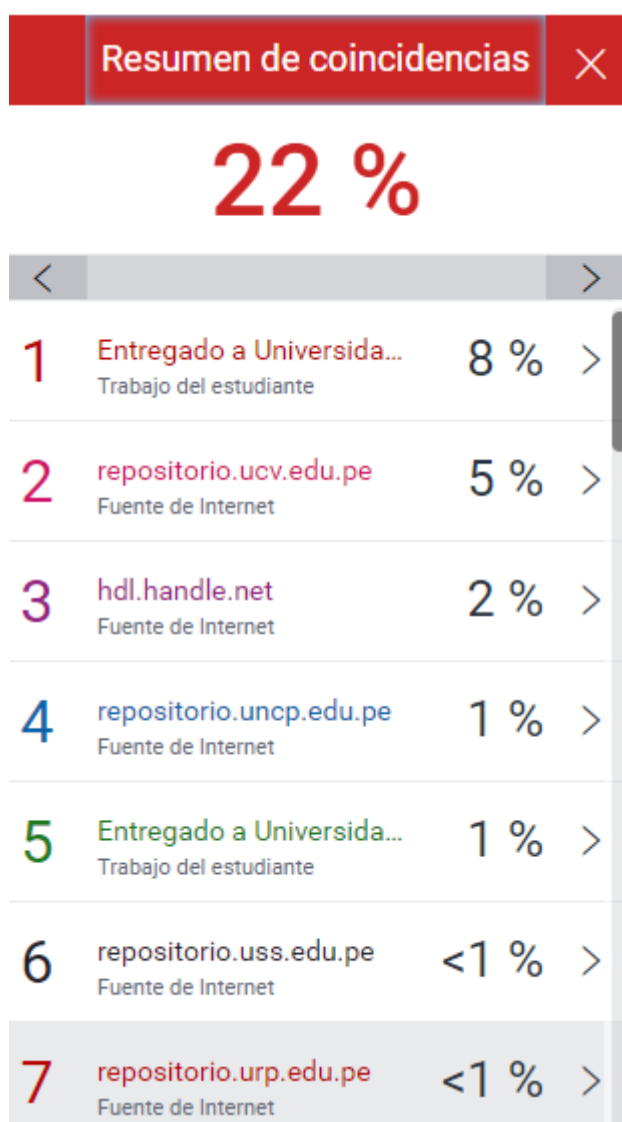 Resumen de coincidencias
22 %
1 Entregado a Universida... 8 %
Trabajo del estudiante
2 repositorio.ucv.edu.pe 5 %
Fuente de Internet
3 hdl.handle.net 2 %
Fuente de Internet
4 repositorio.uncp.edu.pe 1 %
Fuente de Internet
5 Entregado a Universida... 1 %
Trabajo del estudiante
6 repositorio.uss.edu.pe <1 %
Fuente de Internet
7 repositorio.urp.edu.pe <1 %
Fuente de Internet